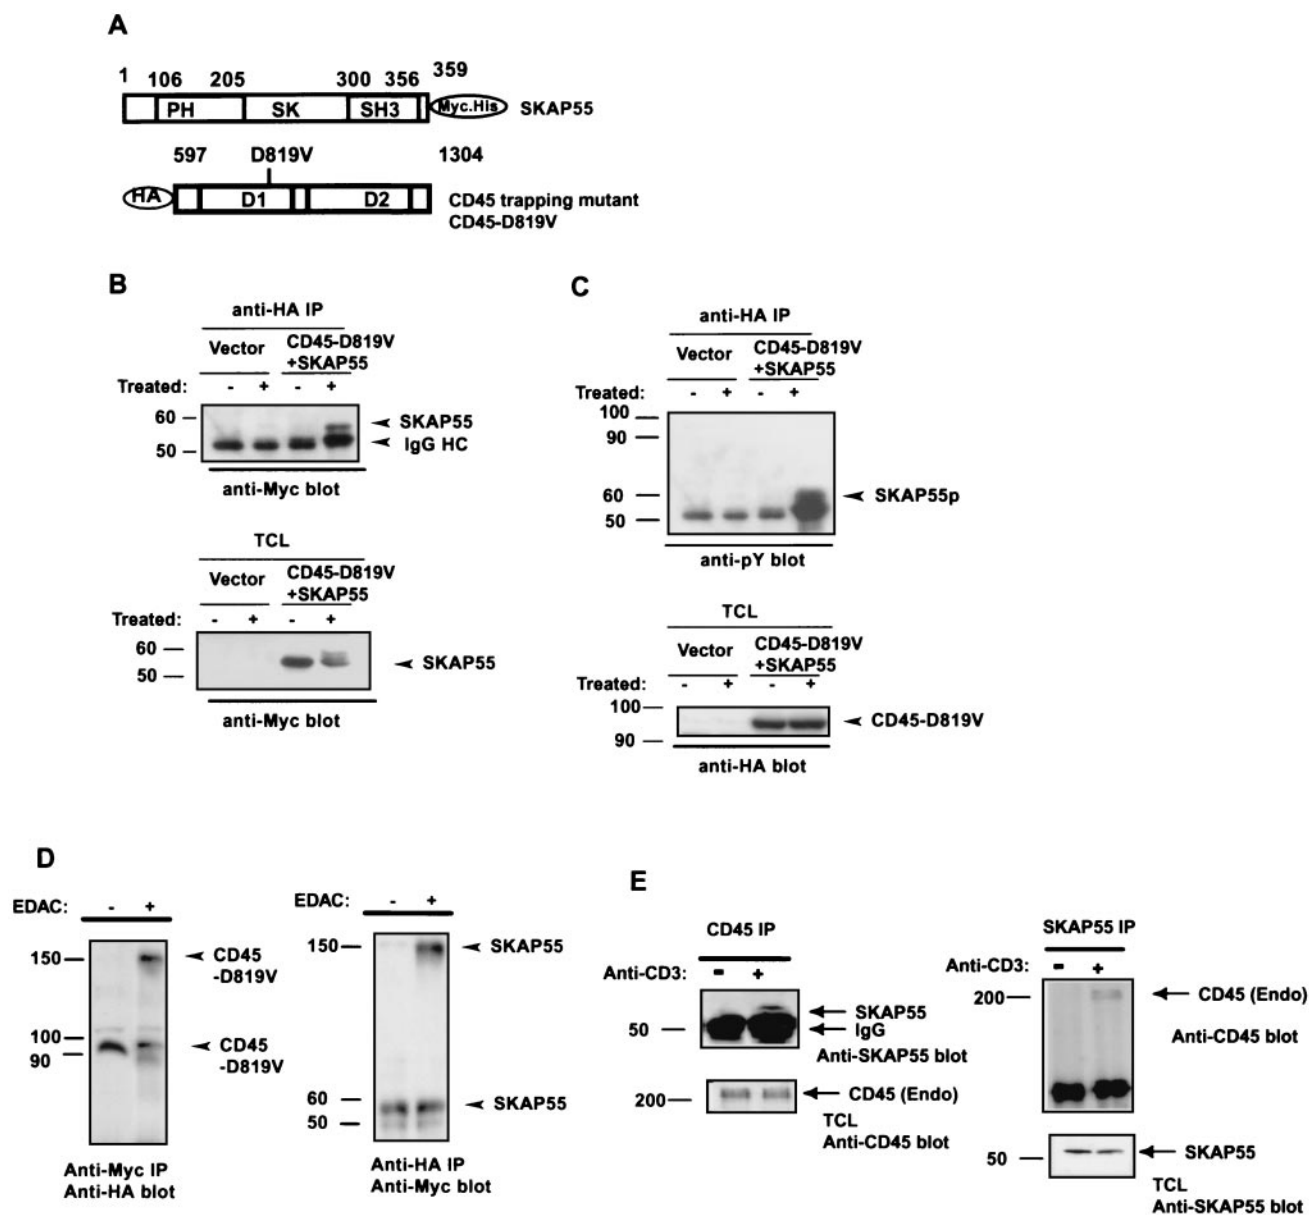 A
1 106 205 300 356 359
PH SK SH3 Myc.His SKAP55
597 D819V 1304
HA D1 D2 CD45 trapping mutant
CD45-D819V
B
anti-HA IP
Vector CD45-D819V
+SKAP55
Treated: - + - +
60 SKAP55
50 IgG HC
anti-Myc blot
TCL
Vector CD45-D819V
+SKAP55
Treated: - + - +
60
50 SKAP55
anti-Myc blot
C
anti-HA IP
Vector CD45-D819V
+SKAP55
Treated: - + - +
100
90
60 SKAP55p
50
anti-pY blot
TCL
Vector CD45-D819V
+SKAP55
Treated: - + - +
100
CD45-D819V
90
anti-HA blot
D
EDAC: - +
150 CD45
-D819V
100 CD45
90 -D819V
Anti-Myc IP
Anti-HA blot
EDAC: - +
150 SKAP55
60 SKAP55
50
Anti-HA IP
Anti-Myc blot
E
CD45 IP
Anti-CD3: - +
SKAP55
50 IgG
Anti-SKAP55 blot
200 CD45 (Endo)
TCL
Anti-CD45 blot
SKAP55 IP
Anti-CD3: - +
200 CD45 (Endo)
Anti-CD45 blot
50 SKAP55
TCL
Anti-SKAP55 blot